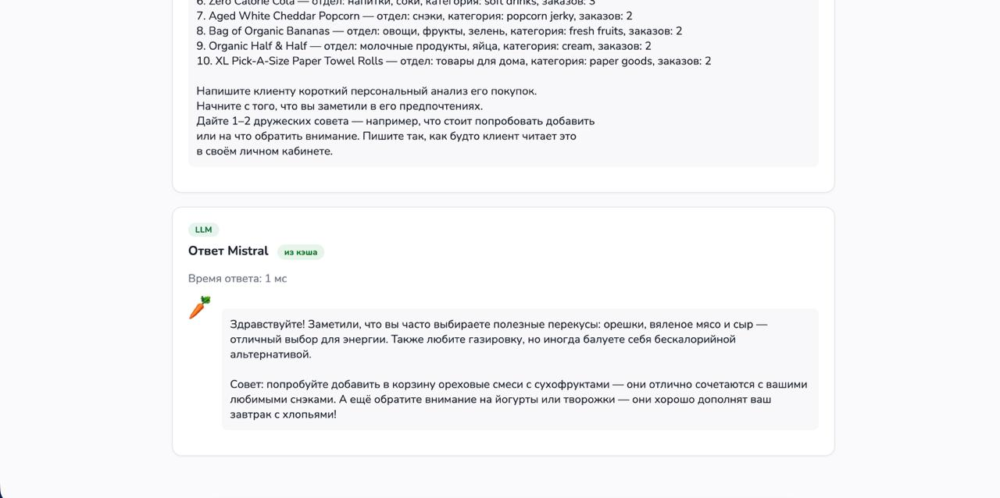 6. Zero Calorie Cola — отдел: напитки, соки, категория: soft drinks, заказов: 3
7. Aged White Cheddar Popcorn — отдел: снэки, категория: popcorn jerky, заказов: 2
8. Bag of Organic Bananas — отдел: овощи, фрукты, зелень, категория: fresh fruits, заказов: 2
9. Organic Half & Half — отдел: молочные продукты, яйца, категория: cream, заказов: 2
10. XL Pick-A-Size Paper Towel Rolls — отдел: товары для дома, категория: paper goods, заказов: 2
Напишите клиенту короткий персональный анализ его покупок.
Начните с того, что вы заметили в его предпочтениях.
Дайте 1–2 дружеских совета — например, что стоит попробовать добавить
или на что обратить внимание. Пишите так, как будто клиент читает это
в своём личном кабинете.
LLM
Ответ Mistral из кэша
Время ответа: 1 мс
Здравствуйте! Заметили, что вы часто выбираете полезные перекусы: орешки, вяленое мясо и сыр —
отличный выбор для энергии. Также любите газировку, но иногда балуете себя бескалорийной
альтернативой.
Совет: попробуйте добавить в корзину ореховые смеси с сухофруктами — они отлично сочетаются с вашими
любимыми снэками. А ещё обратите внимание на йогурты или творожки — они хорошо дополнят ваш
завтрак с хлопьями!